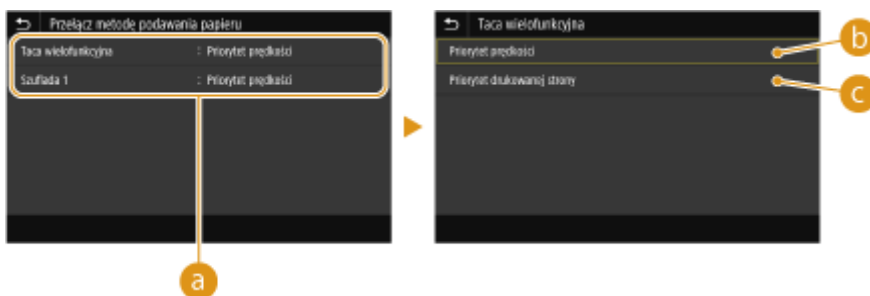 Przełącz metodę podawania papieru
Taca wielofunkcyjna : Priorytet prędkości
Szuflada 1 : Priorytet prędkości
a
Taca wielofunkcyjna
Priorytet prędkości
Priorytet drukowanej strony
b
c